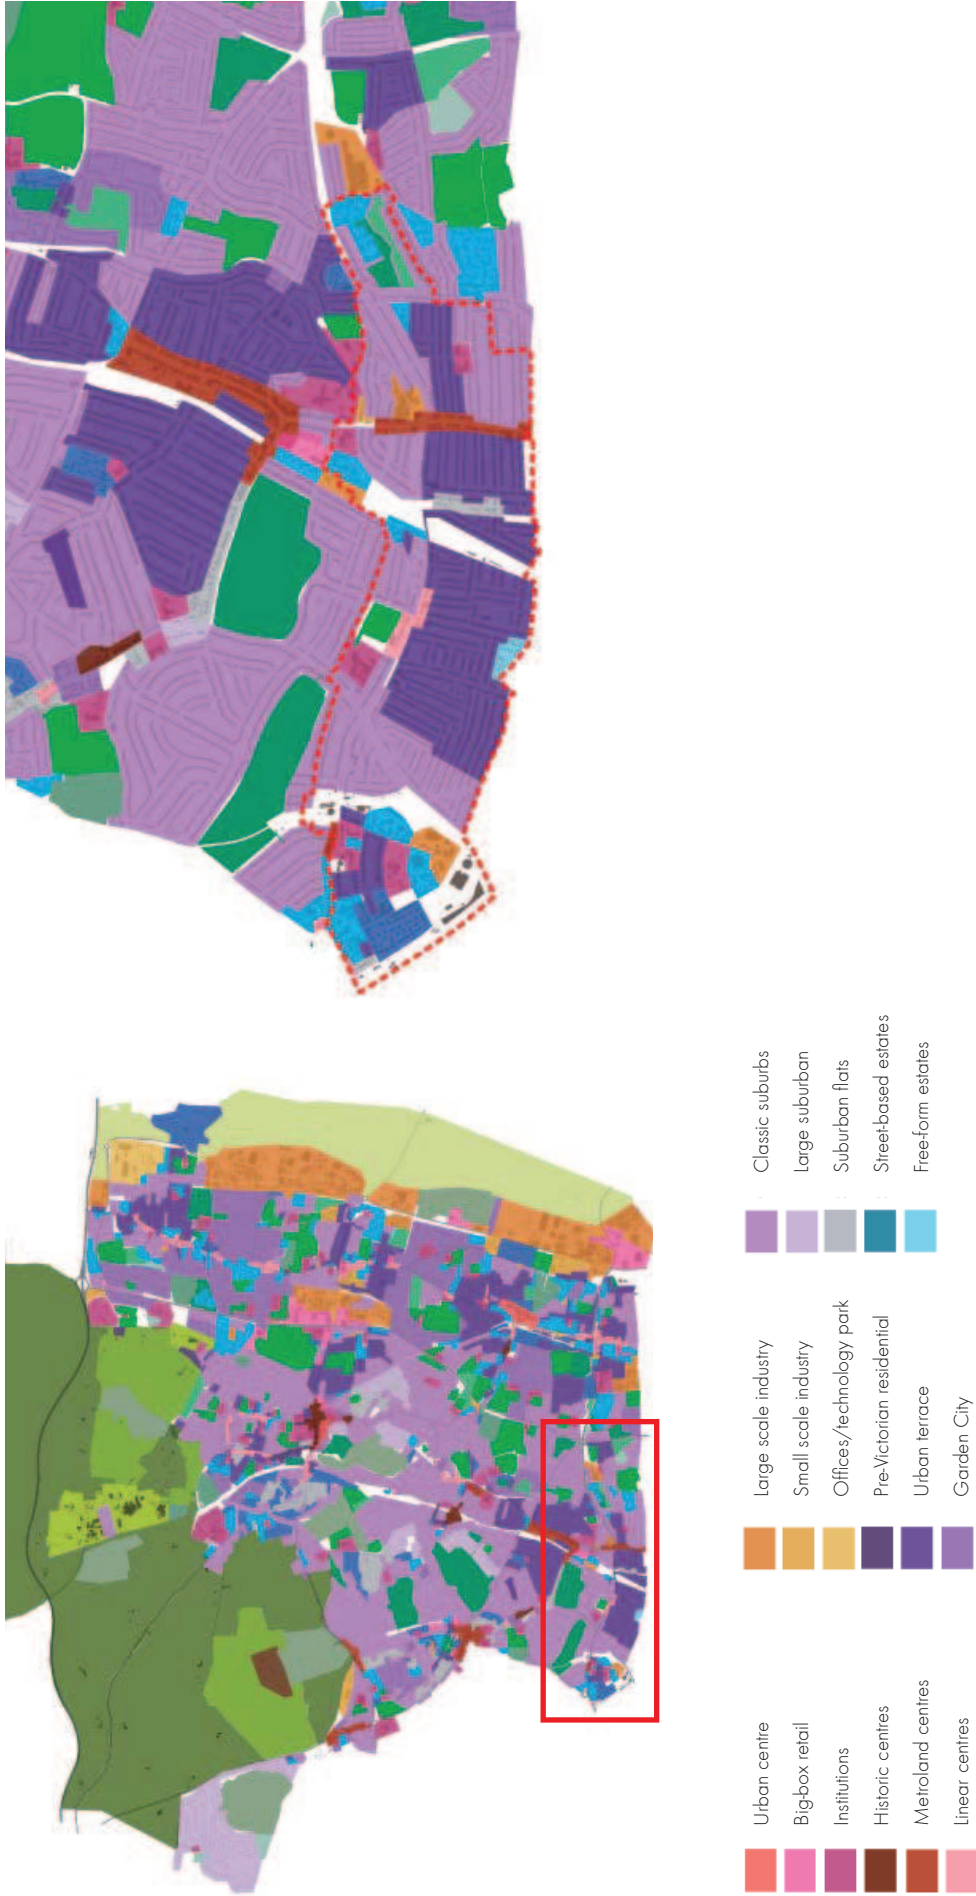 Urban centre
Big-box retail
Institutions
Historic centres
Metroland centres
Linear centres
Large scale industry
Small scale industry
Offices/technology park
Pre-Victorian residential
Urban terrace
Garden City
Classic suburbs
Large suburban
Suburban flats
Street-based estates
Free-form estates